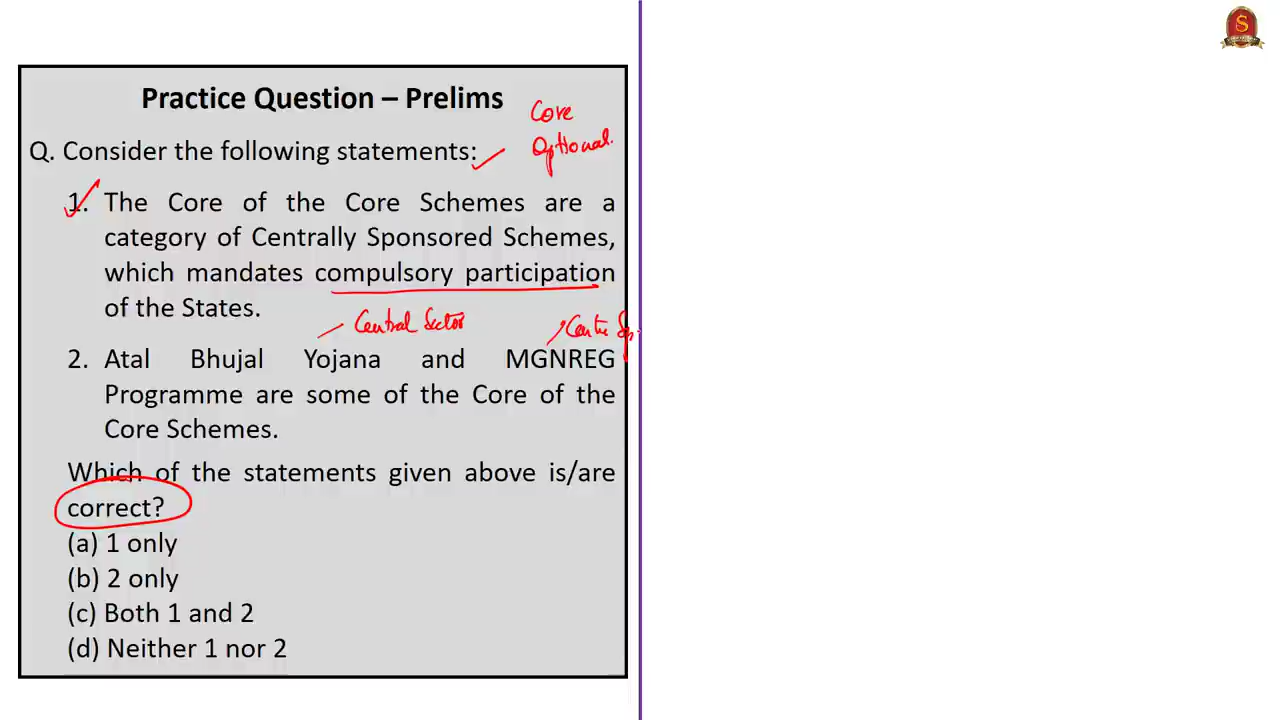 Practice Question – Prelims
Core
Optional.
Q. Consider the following statements:
1. The Core of the Core Schemes are a
category of Centrally Sponsored Schemes,
which mandates compulsory participation
of the States.
Central Sector
Centre
2. Atal Bhujal Yojana and MGNREG
Programme are some of the Core of the
Core Schemes.
Which of the statements given above is/are
correct?
(a) 1 only
(b) 2 only
(c) Both 1 and 2
(d) Neither 1 nor 2
S